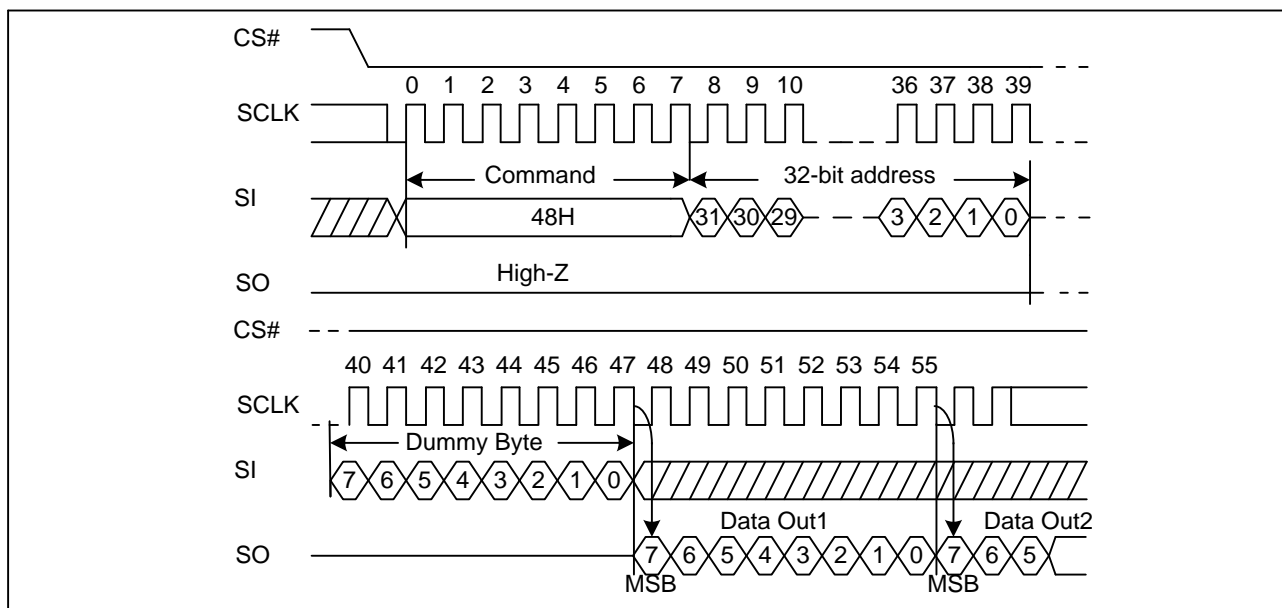 CS#
0 1 2 3 4 5 6 7 8 9 10 36 37 38 39
SCLK
Command 32-bit address
SI
48H 31 30 29 3 2 1 0
High-Z
SO
CS#
40 41 42 43 44 45 46 47 48 49 50 51 52 53 54 55
SCLK
Dummy Byte
SI
7 6 5 4 3 2 1 0
Data Out1 Data Out2
SO
7 6 5 4 3 2 1 0 7 6 5
MSB MSB